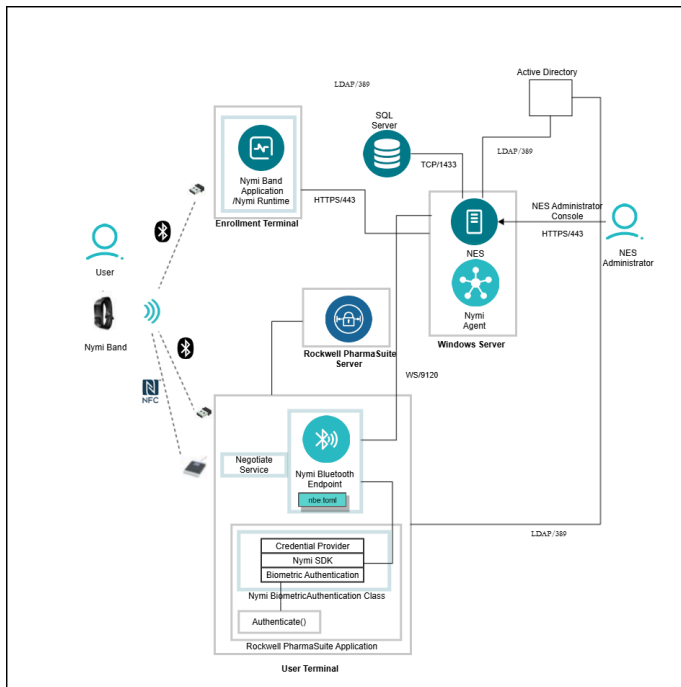 Active Directory
LDAP/389
SQL
Server
LDAP/389
TCP/1433
Nymi Band
Application
/Nymi Runtime
HTTPS/443
Enrollment Terminal
NES Administrator
Console
HTTPS/443
NES
Administrator
NES
User
Nymi
Agent
Windows Server
Nymi Band
Rockwell PharmaSuite
Server
WS/9120
NFC
Negotiate
Service
Nymi Bluetooth
Endpoint
nbe.toml
LDAP/389
Credential Provider
Nymi SDK
Biometric Authentication
Nymi BiometricAuthentication Class
Authenticate()
Rockwell PharmaSuite Application
User Terminal